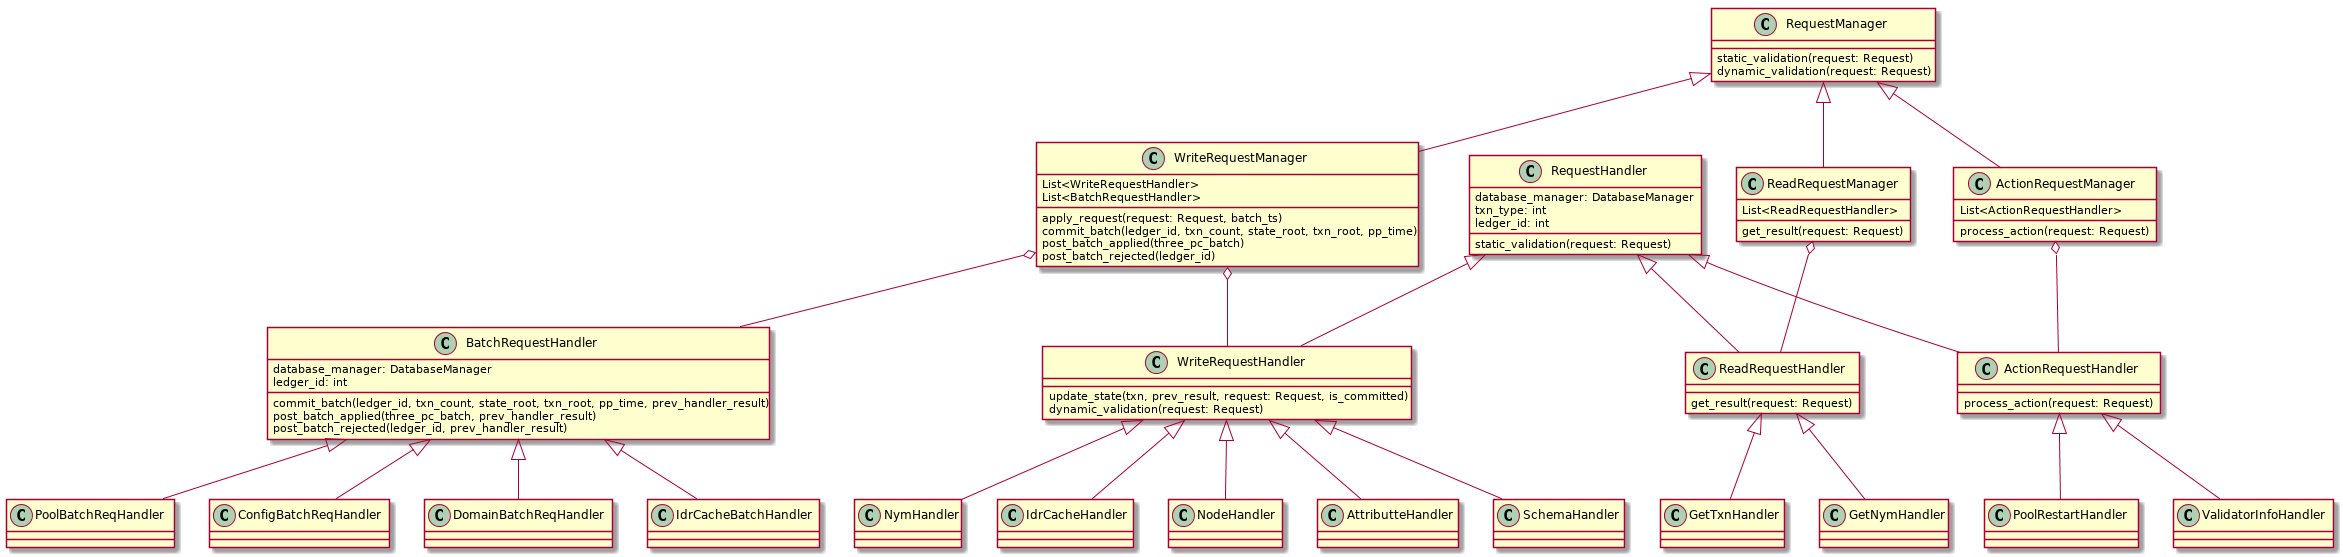 C RequestManager
static_validation(request: Request)
dynamic_validation(request: Request)
C WriteRequestManager
List<WriteRequestHandler>
List<BatchRequestHandler>
apply_request(request: Request, batch_ts)
commit_batch(ledger_id, txn_count, state_root, txn_root, pp_time)
post_batch_applied(three_pc_batch)
post_batch_rejected(ledger_id)
C RequestHandler
database_manager: DatabaseManager
txn_type: int
ledger_id: int
static_validation(request: Request)
C ReadRequestManager
List<ReadRequestHandler>
get_result(request: Request)
C ActionRequestManager
List<ActionRequestHandler>
process_action(request: Request)
C BatchRequestHandler
database_manager: DatabaseManager
ledger_id: int
commit_batch(ledger_id, txn_count, state_root, txn_root, pp_time, prev_handler_result)
post_batch_applied(three_pc_batch, prev_handler_result)
post_batch_rejected(ledger_id, prev_handler_result)
C WriteRequestHandler
update_state(txn, prev_result, request: Request, is_committed)
dynamic_validation(request: Request)
C ReadRequestHandler
get_result(request: Request)
C ActionRequestHandler
process_action(request: Request)
C PoolBatchReqHandler
C ConfigBatchReqHandler
C DomainBatchReqHandler
C IdrCacheBatchHandler
C NymHandler
C IdrCacheHandler
C NodeHandler
C AttributteHandler
C SchemaHandler
C GetTxnHandler
C GetNymHandler
C PoolRestartHandler
C ValidatorInfoHandler